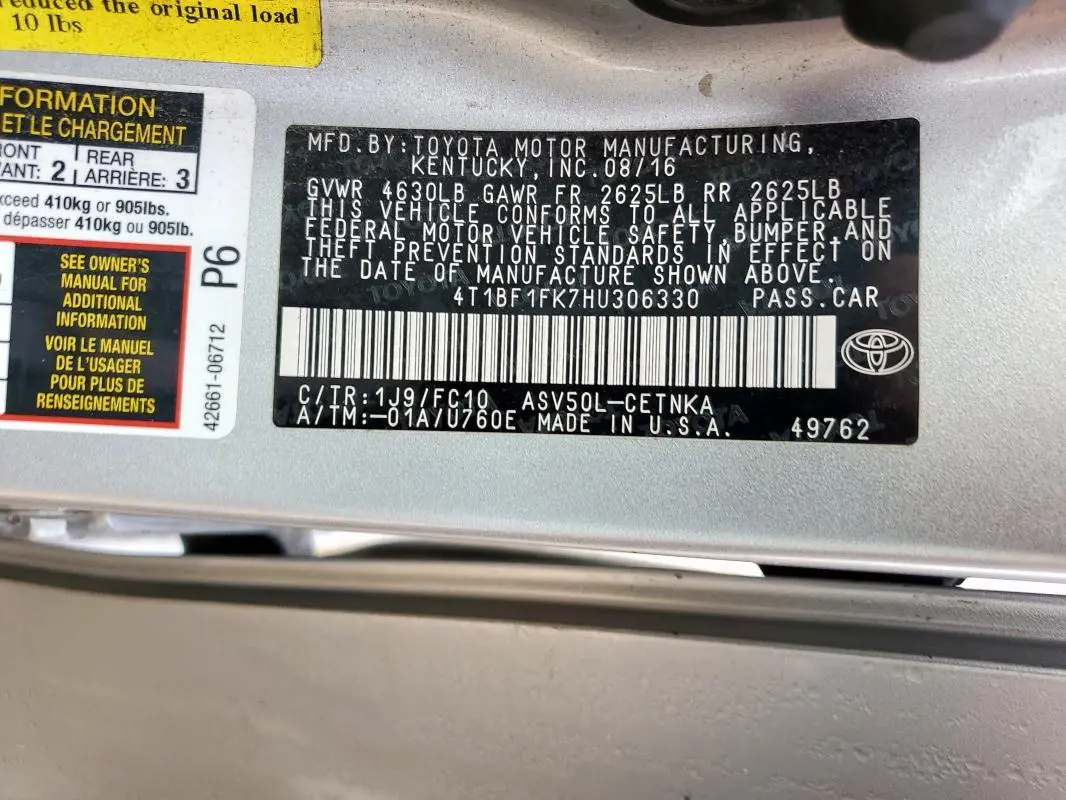 reduced the original load
10 lbs
FORMATION
ET LE CHARGEMENT
RONT
ANT: 2
REAR
ARRIÈRE: 3
xceed 410kg or 905lbs.
dépasser 410kg ou 905lb.
SEE OWNER'S
MANUAL FOR
ADDITIONAL
INFORMATION
VOIR LE MANUEL
DE L'USAGER
POUR PLUS DE
RENSEIGNEMENTS
P6
42661-06712
MFD.BY:TOYOTA MOTOR MANUFACTURING,
KENTUCKY,INC.08/16
GVWR 4630LB GAWR FR 2625LB RR 2625LB
THIS VEHICLE CONFORMS TO ALL APPLICABLE
FEDERAL MOTOR VEHICLE SAFETY,BUMPER,AND
THEFT PREVENTION STANDARDS IN EFFECT ON
THE DATE OF MANUFACTURE SHOWN ABOVE.
4T1BF1FK7HU306330 PASS.CAR
C/TR:1J9/FC10 ASV50L-CETNKA
A/TM:-01A/U760E MADE IN U.S.A. 49762